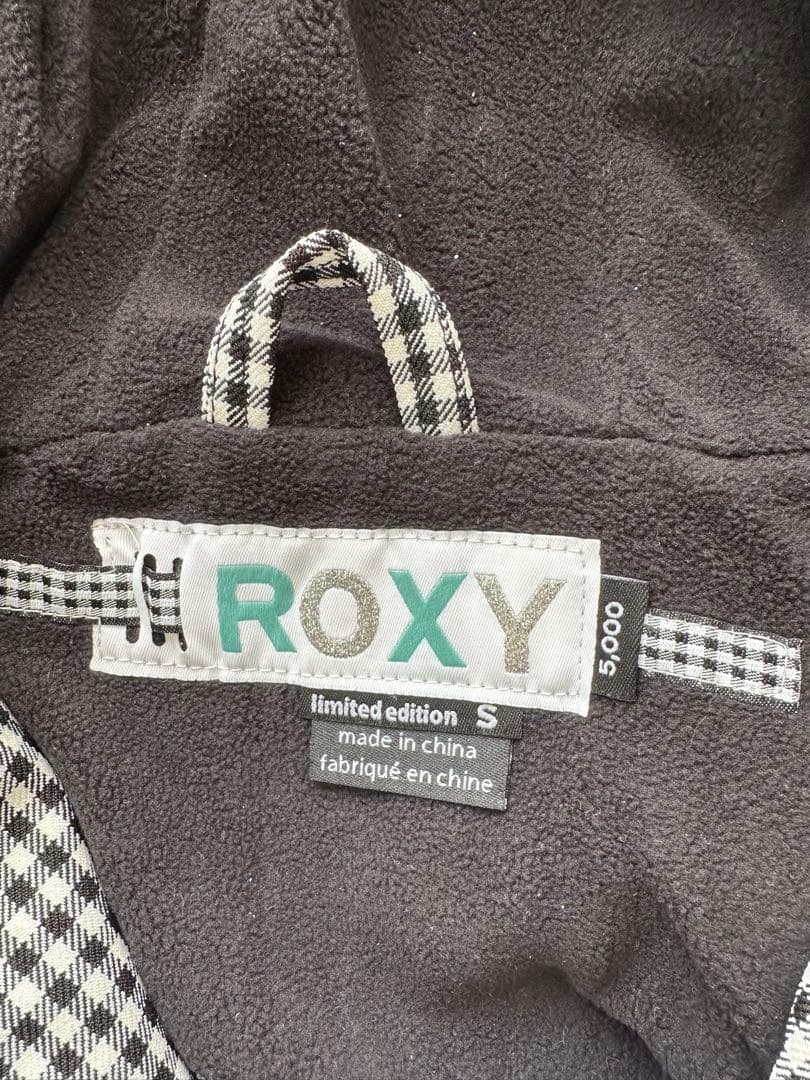 ROXY
5,000
limited edition S
made in china
fabriqué en chine